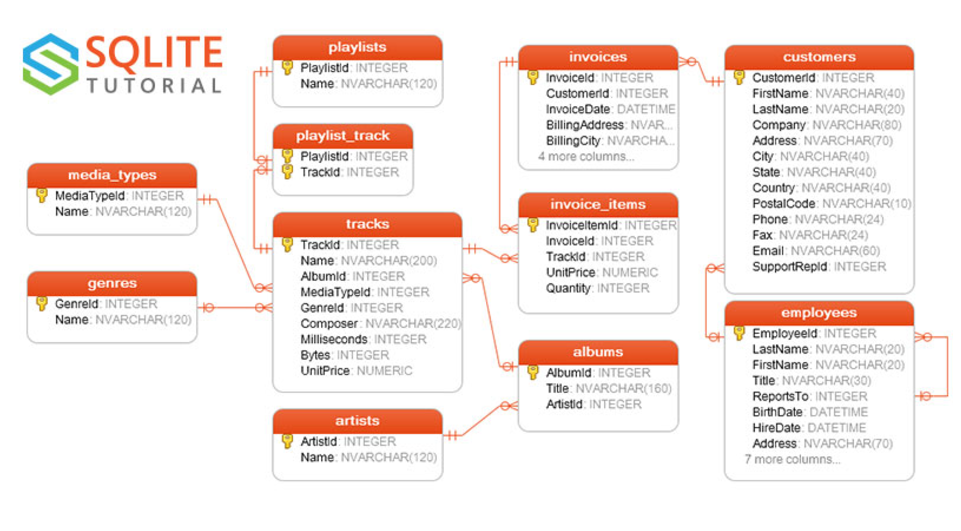 SQLITE
TUTORIAL
playlists
PlaylistId: INTEGER
Name: NVARCHAR(120)
playlist_track
PlaylistId: INTEGER
TrackId: INTEGER
media_types
MediaTypeId: INTEGER
Name: NVARCHAR(120)
genres
GenreId: INTEGER
Name: NVARCHAR(120)
tracks
TrackId: INTEGER
Name: NVARCHAR(200)
AlbumId: INTEGER
MediaTypeId: INTEGER
GenreId: INTEGER
Composer: NVARCHAR(220)
Milliseconds: INTEGER
Bytes: INTEGER
UnitPrice: NUMERIC
artists
ArtistId: INTEGER
Name: NVARCHAR(120)
invoices
InvoiceId: INTEGER
CustomerId: INTEGER
InvoiceDate: DATETIME
BillingAddress: NVAR...
BillingCity: NVARCHA...
4 more columns...
invoice_items
InvoiceItemId: INTEGER
InvoiceId: INTEGER
TrackId: INTEGER
UnitPrice: NUMERIC
Quantity: INTEGER
albums
AlbumId: INTEGER
Title: NVARCHAR(160)
ArtistId: INTEGER
customers
CustomerId: INTEGER
FirstName: NVARCHAR(40)
LastName: NVARCHAR(20)
Company: NVARCHAR(80)
Address: NVARCHAR(70)
City: NVARCHAR(40)
State: NVARCHAR(40)
Country: NVARCHAR(40)
PostalCode: NVARCHAR(10)
Phone: NVARCHAR(24)
Fax: NVARCHAR(24)
Email: NVARCHAR(60)
SupportRepId: INTEGER
employees
EmployeeId: INTEGER
LastName: NVARCHAR(20)
FirstName: NVARCHAR(20)
Title: NVARCHAR(30)
ReportsTo: INTEGER
BirthDate: DATETIME
HireDate: DATETIME
Address: NVARCHAR(70)
7 more columns...